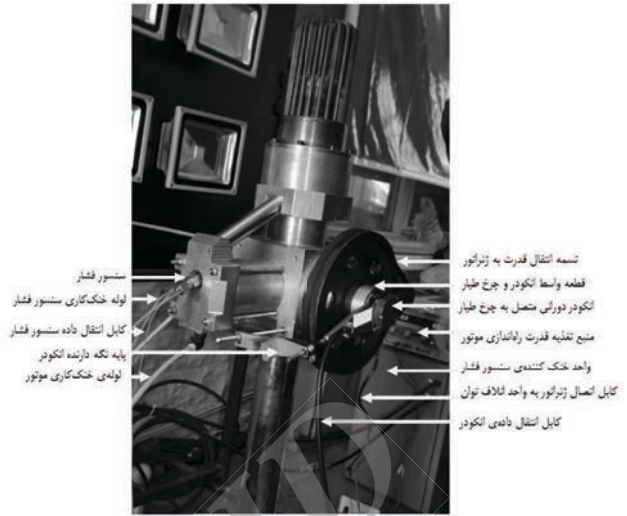 تسمه انتقال قدرت به ژنراتور
قطعه واسط انکودر و چرخ طیار
انکودر دورانی متصل به چرخ طیار
منبع تغذیه قدرت راه‌اندازی موتور
واحد خنک کننده‌ی سنسور فشار
کابل اتصال ژنراتور به واحد اتلاف توان
کابل انتقال داده‌ی انکودر
سنسور فشار
لوله خنک‌کاری سنسور فشار
کابل انتقال داده سنسور فشار
پایه نگه دارنده انکودر
لوله‌ی خنک‌کاری موتور